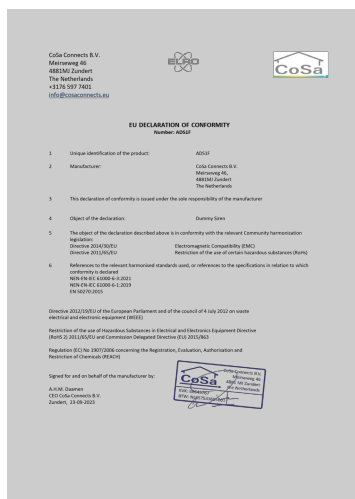 CoSa Connects B.V.
Meirseweg 46
4881MJ Zundert
The Netherlands
+3176 597 7401
info@cosaconnects.eu
ELRO
CoSa
EU DECLARATION OF CONFORMITY
Number: ADS1F
1 Unique identification of the product: ADS1F
2 Manufacturer: CoSa Connects B.V.
Meirseweg 46,
4881MJ Zundert
The Netherlands
3 This declaration of conformity is issued under the sole responsibility of the manufacturer
4 Object of the declaration: Dummy Siren
5 The object of the declaration described above is in conformity with the relevant Community harmonization
legislation:
Directive 2014/30/EU Electromagnetic Compatibility (EMC)
Directive 2011/65/EU Restriction of the use of certain hazardous substances (RoHS)
6 References to the relevant harmonised standards used, or references to the specifications in relation to which
conformity is declared
NEN-EN-IEC 61000-6-3:2021
NEN-EN-IEC 61000-6-1:2019
EN 50270:2015
Directive 2012/19/EU of the European Parliament and of the council of 4 July 2012 on waste
electrical and electronic equipment (WEEE)
Restriction of the use of Hazardous Substances in Electrical and Electronics Equipment Directive
(RoHS 2) 2011/65/EU and Commission Delegated Directive (EU) 2015/863
Regulation (EC) No 1907/2006 concerning the Registration, Evaluation, Authorisation and
Restriction of Chemicals (REACH)
Signed for and on behalf of the manufacturer by:
A.H.M. Daamen
CEO CoSa Connects B.V.
Zundert, 23-09-2023
CoSa
CoSa Connects B.V.
Meirseweg 46
4881 MJ Zundert
The Netherlands